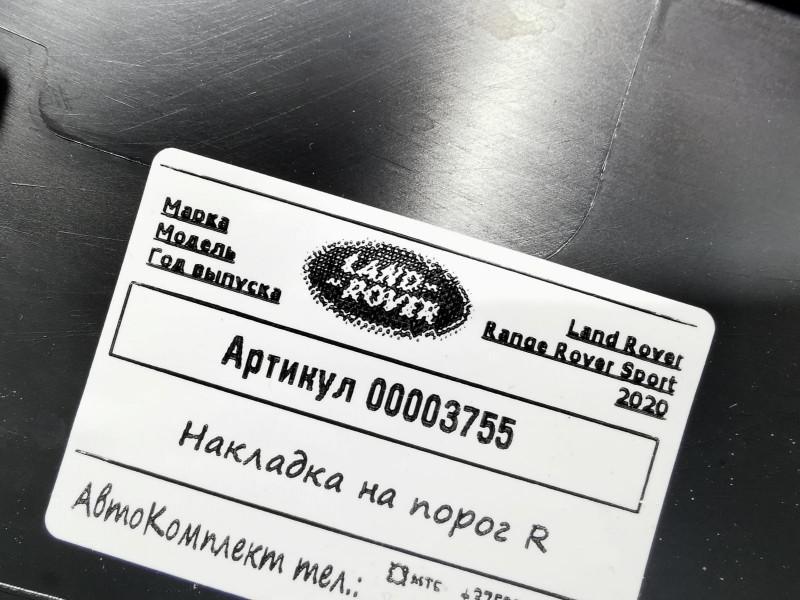 Марка
Модель
Год выпуска
LAND
ROVER
Land Rover
Range Rover Sport
2020
Артикул 00003755
Накладка на порог R
АвтоКомплект тел.: МТС